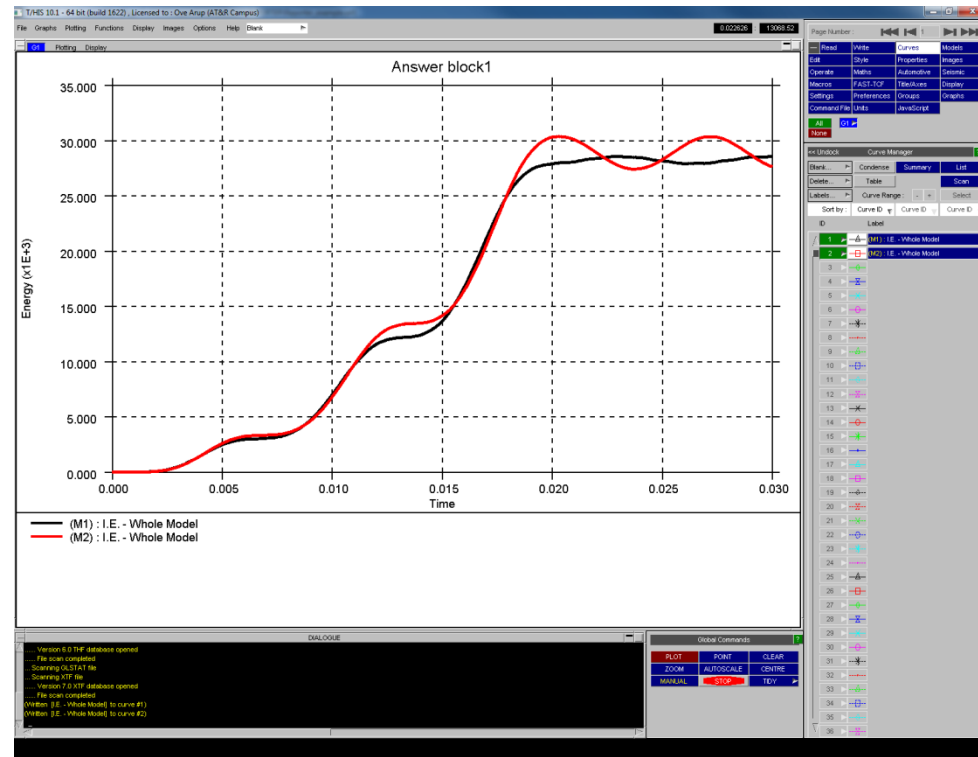 T/HIS 10.1 - 64 bit (build 1622) , Licensed to : Ove Arup (AT&R Campus)
File Graphs Plotting Functions Display Images Options Help Blank 0.022626 13068.52
G1 Plotting Display
Answer block1
35.000
30.000
25.000
20.000
15.000
10.000
5.000
0.000
Energy (x1E+3)
0.000 0.005 0.010 0.015 0.020 0.025 0.030
Time
(M1) : I.E. - Whole Model
(M2) : I.E. - Whole Model
DIALOGUE
..... Version 6.0 THF database opened
..... File scan completed
... Scanning GLSTAT file
... Scanning XTF file
..... Version 7.0 XTF database opened
..... File scan completed
(Written [I.E. - Whole Model] to curve #1)
(Written [I.E. - Whole Model] to curve #2)
Global Commands ?
PLOT POINT CLEAR
ZOOM AUTOSCALE CENTRE
MANUAL STOP TIDY
Page Number : 1
Read Write Curves Models
Edit Style Properties Images
Operate Maths Automotive Seismic
Macros FAST-TCF Title/Axes Display
Settings Preferences Groups Graphs
Command File Units JavaScript
All G1
None
<< Undock Curve Manager ?
Blank... Condense Summary List
Delete... Table Scan
Labels... Curve Range : - + Select
Sort by : Curve ID Curve ID Curve ID
ID Label
1 (M1) : I.E. - Whole Model
2 (M2) : I.E. - Whole Model
3
4
5
6
7
8
9
10
11
12
13
14
15
16
17
18
19
20
21
22
23
24
25
26
27
28
29
30
31
32
33
34
35
36